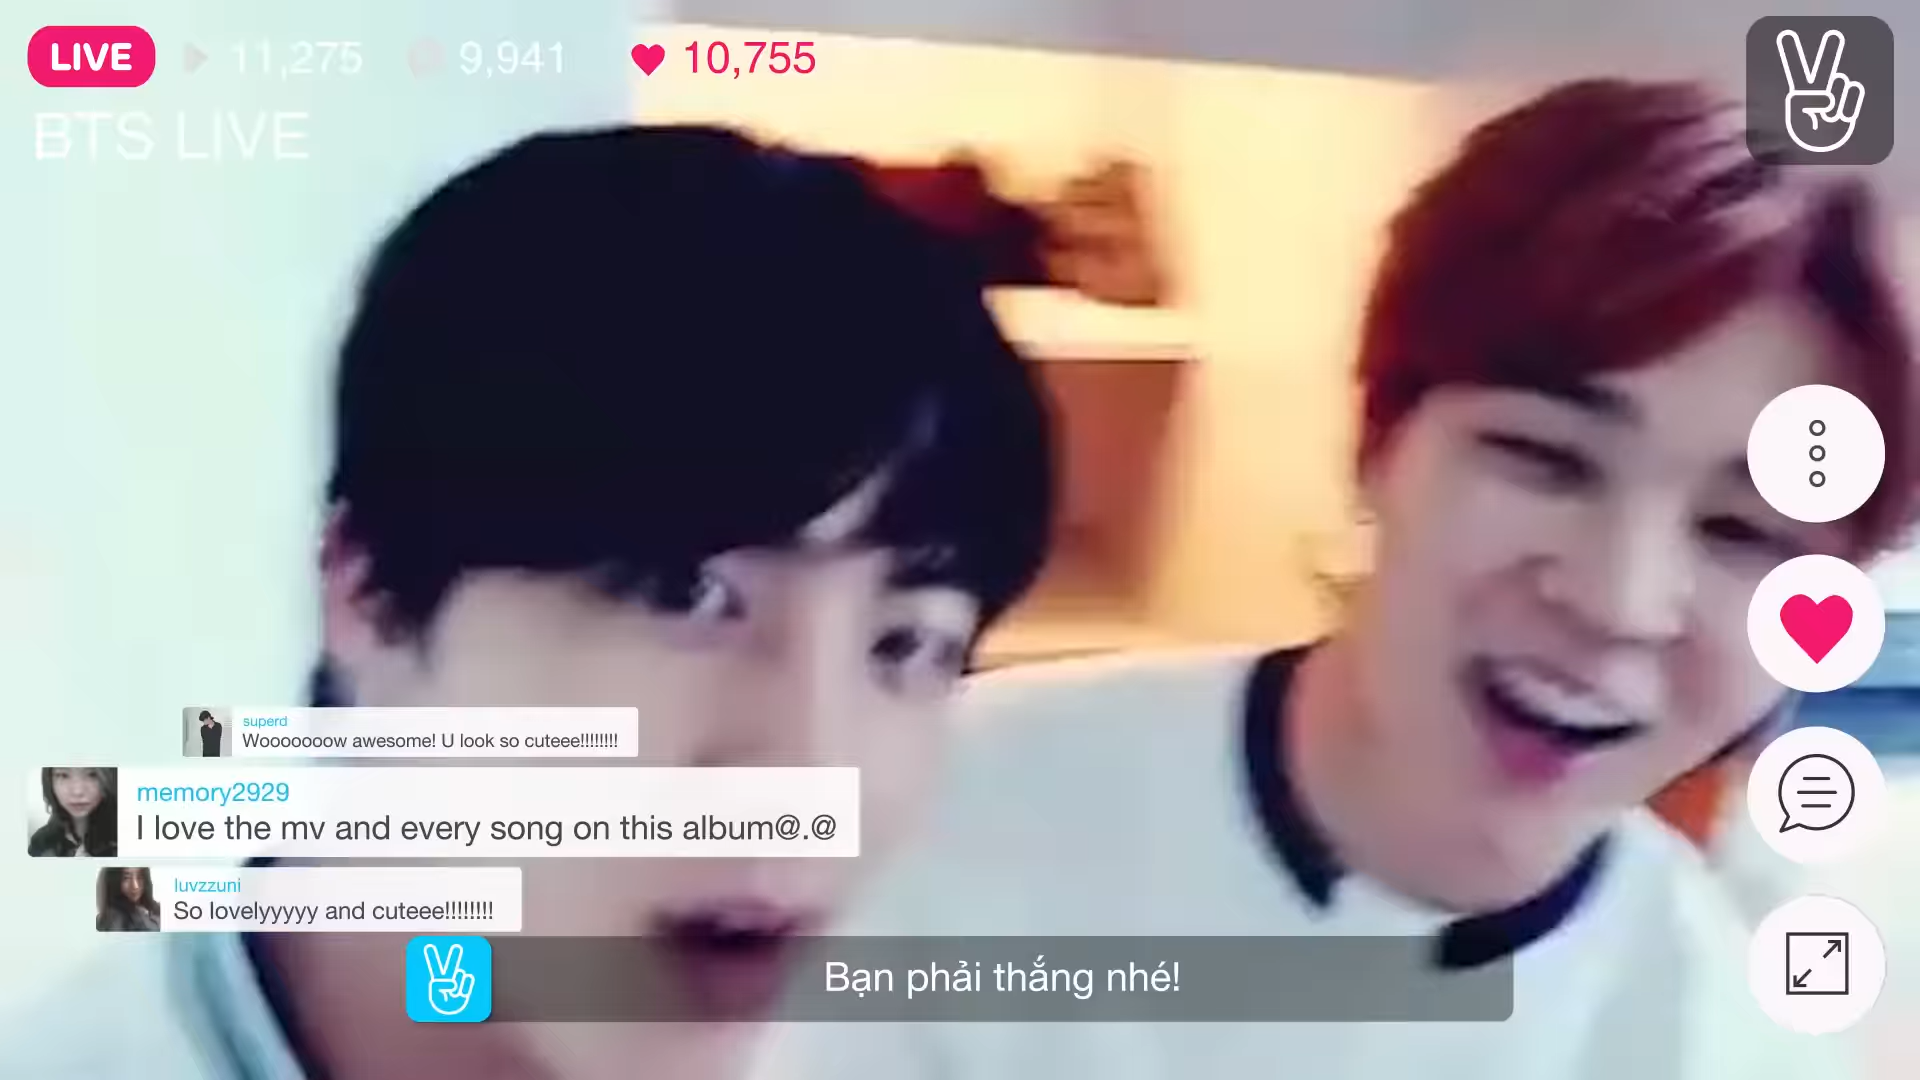 LIVE 11,275 9,941 10,755
BTS LIVE
superd
Wooooooow awesome! U look so cuteee!!!!!!!!
memory2929
I love the mv and every song on this album@.@
luvzzuni
So lovelyyyyy and cuteee!!!!!!!!
Bạn phải thắng nhé!